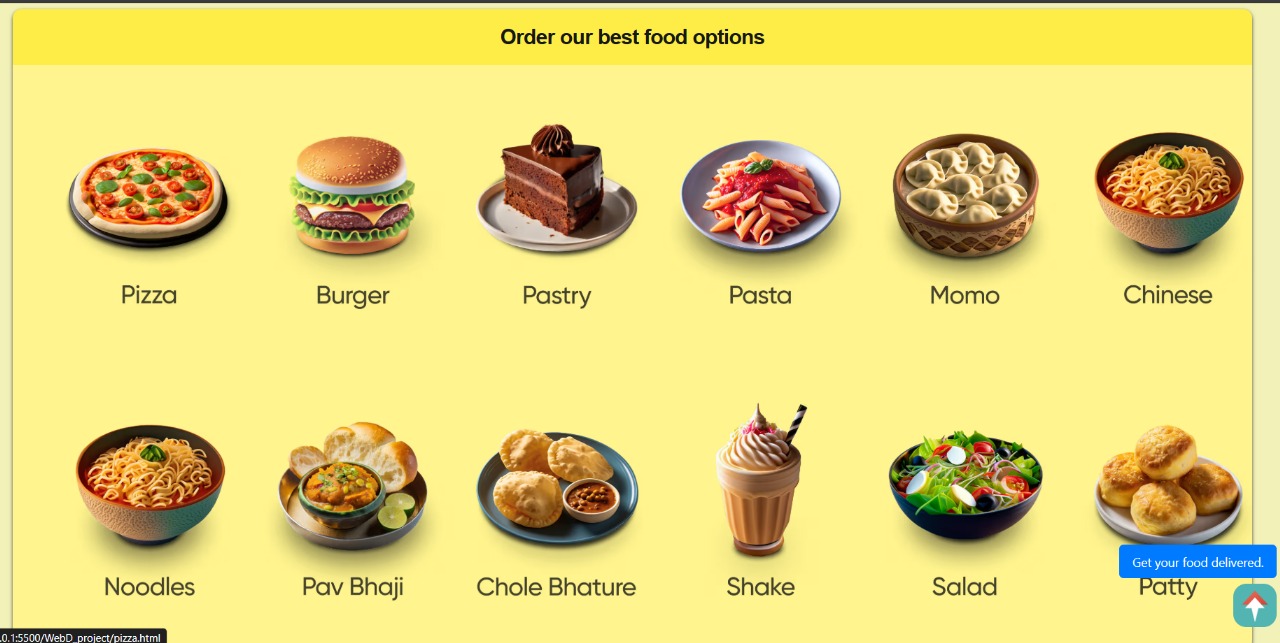 Order our best food options
Pizza
Burger
Pastry
Pasta
Momo
Chinese
Noodles
Pav Bhaji
Chole Bhature
Shake
Salad
Patty
Get your food delivered.
.0.1:5500/WebD_project/pizza.html